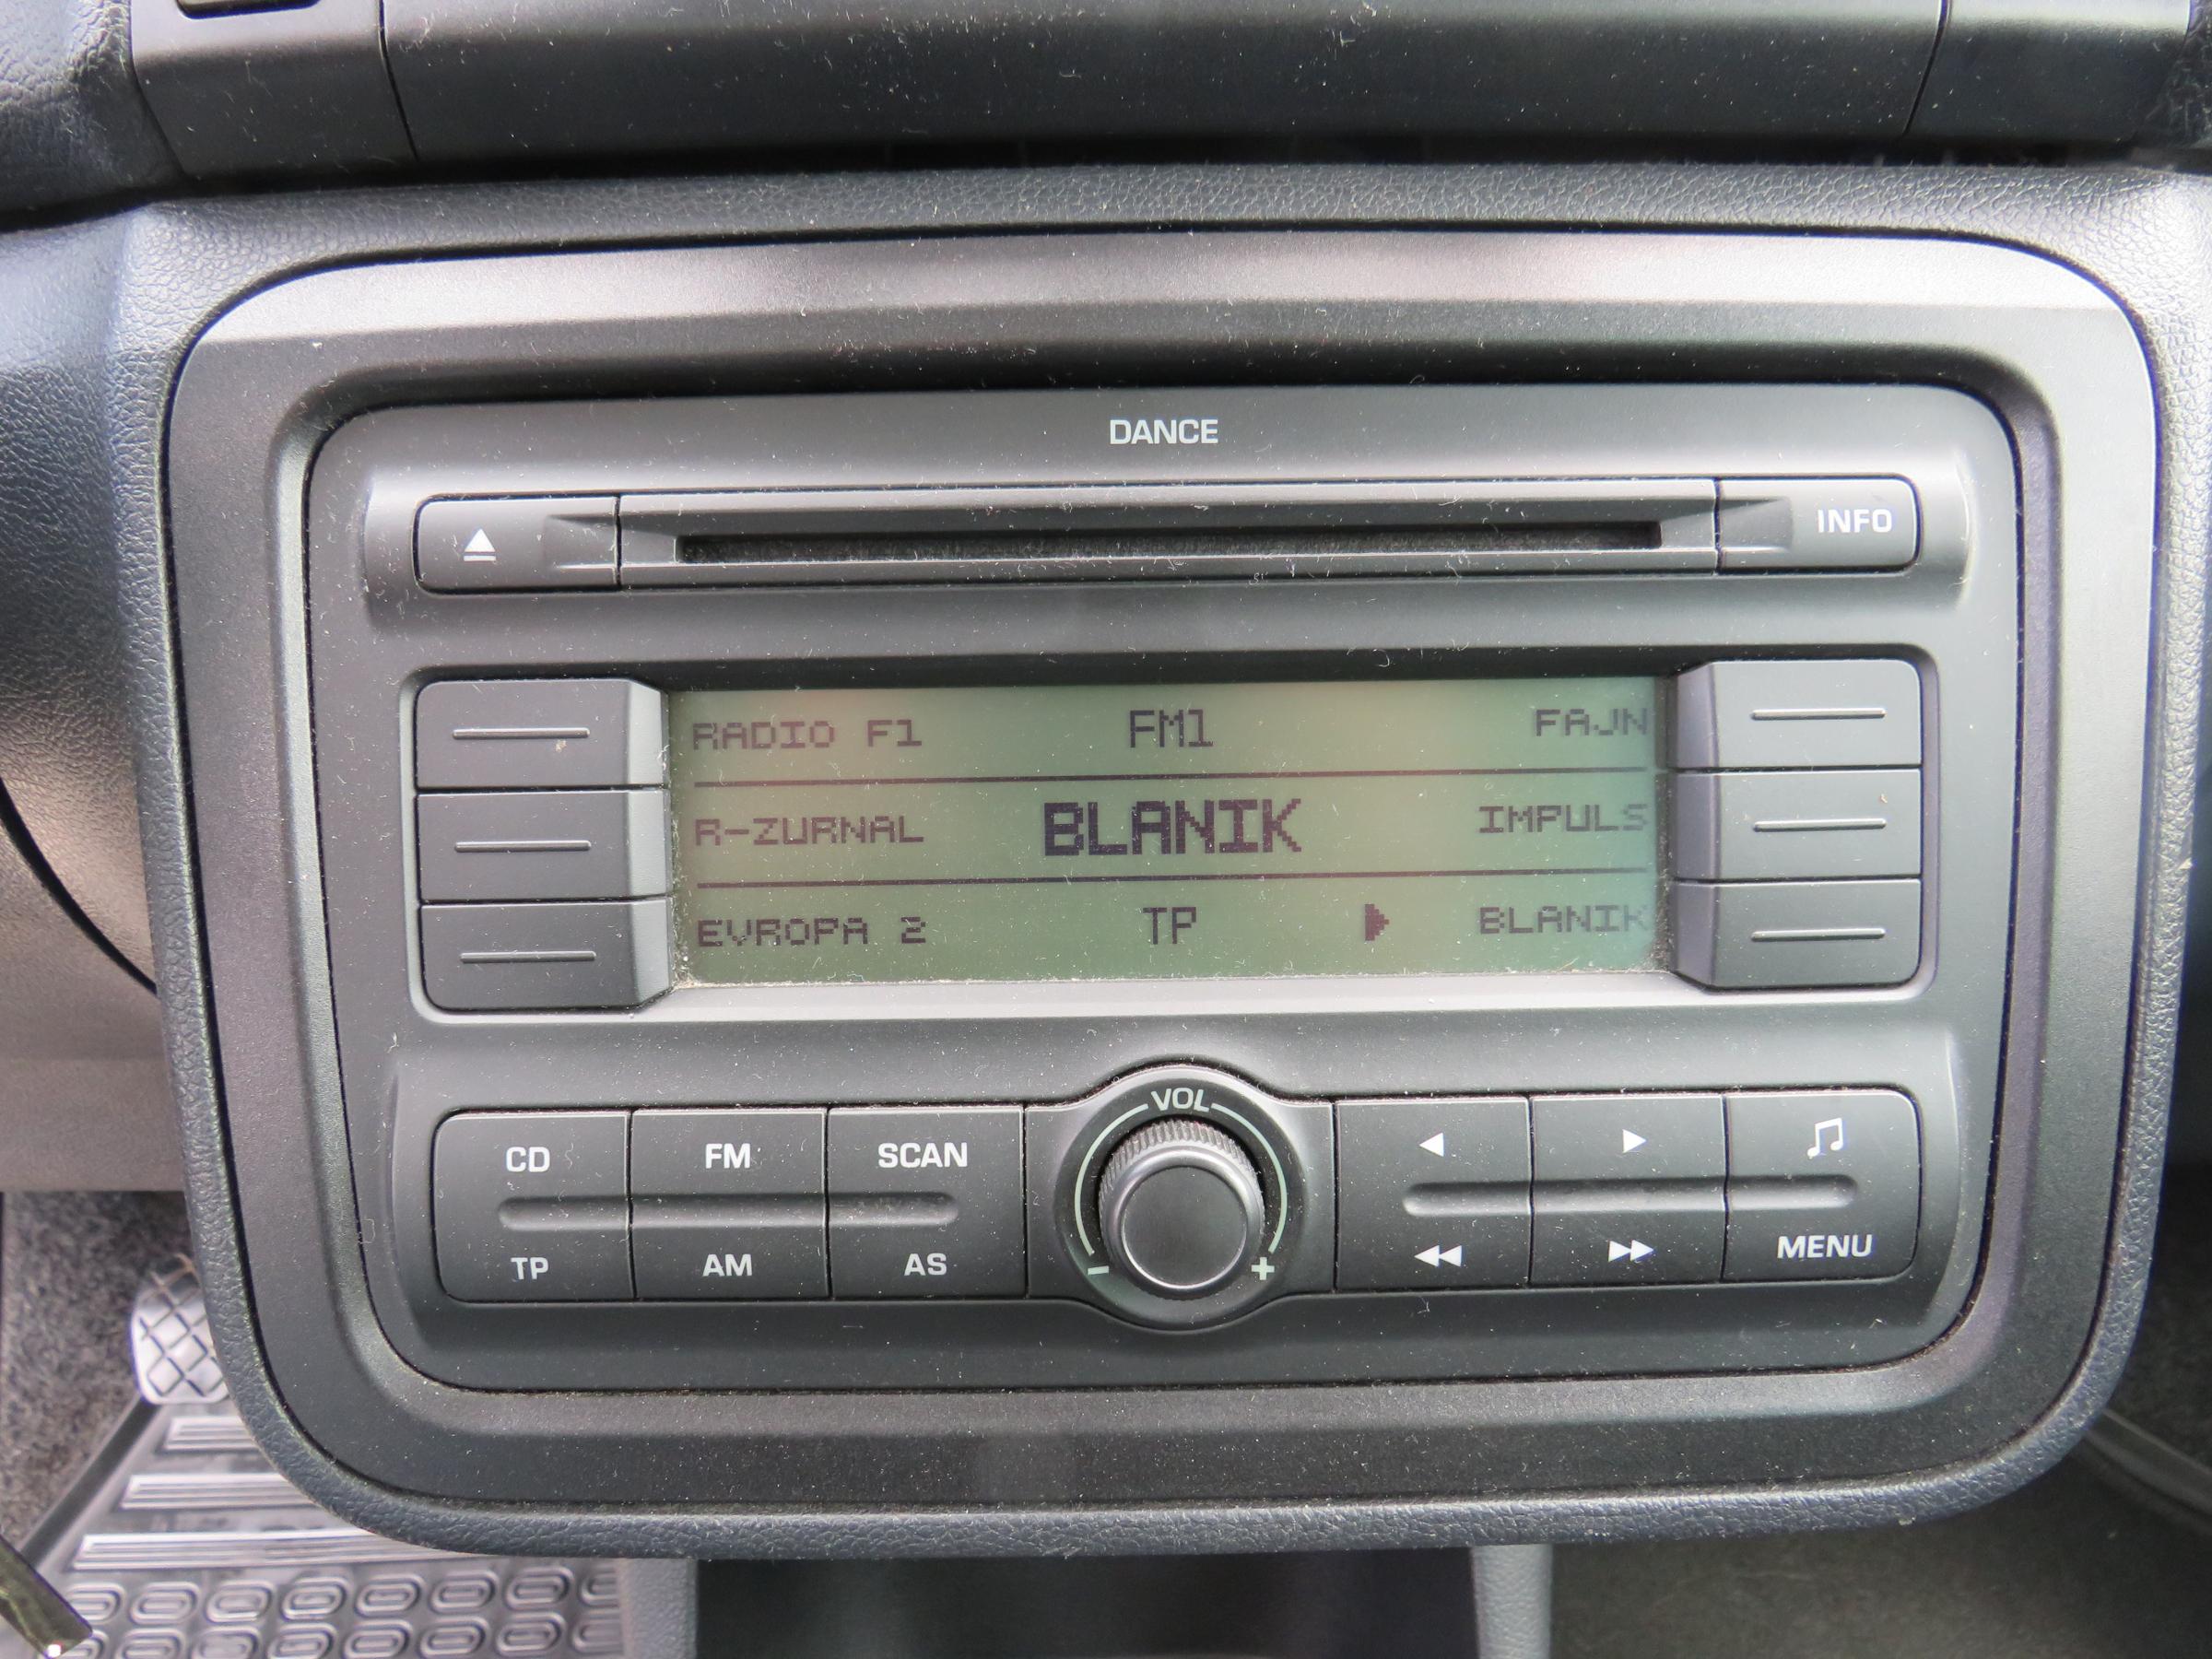 DANCE
INFO
RADIO F1 FM1 FAJN
R-ZURNAL BLANIK IMPULS
EVROPA 2 TP BLANIK
VOL
CD FM SCAN
- +
TP AM AS MENU